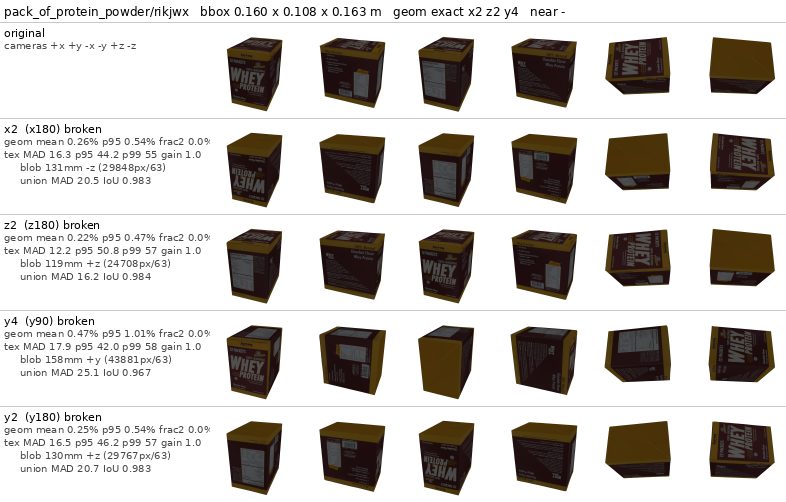 pack_of_protein_powder/rikjwx bbox 0.160 x 0.108 x 0.163 m geom exact x2 z2 y4 near -
original
cameras +x +y -x -y +z -z
WHEY
PROTEIN
x2 (x180) broken
geom mean 0.26% p95 0.54% frac2 0.0%
tex MAD 16.3 p95 44.2 p99 55 gain 1.0
blob 131mm -z (29848px/63)
union MAD 20.5 IoU 0.983
WHEY
PROTEIN
z2 (z180) broken
geom mean 0.22% p95 0.47% frac2 0.0%
tex MAD 12.2 p95 50.8 p99 57 gain 1.0
blob 119mm +z (24708px/63)
union MAD 16.2 IoU 0.984
WHEY
PROTEIN
y4 (y90) broken
geom mean 0.47% p95 1.01% frac2 0.0%
tex MAD 17.9 p95 42.0 p99 58 gain 1.0
blob 158mm +y (43881px/63)
union MAD 25.1 IoU 0.967
WHEY
PROTEIN
y2 (y180) broken
geom mean 0.25% p95 0.54% frac2 0.0%
tex MAD 16.5 p95 46.2 p99 57 gain 1.0
blob 130mm +z (29767px/63)
union MAD 20.7 IoU 0.983
WHEY
PROTEIN